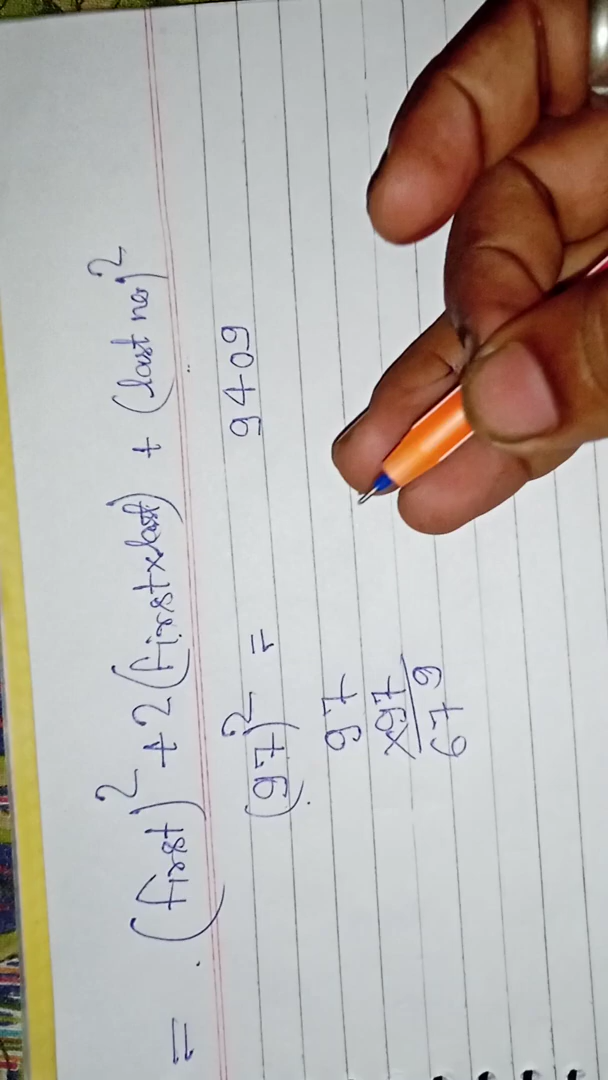 = (first)² + 2(first×last) + (last no)²
(97)² = 9409
97
×97
679